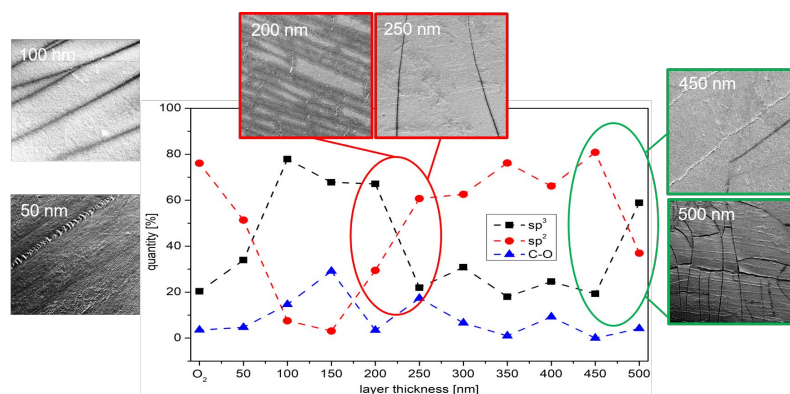 200 nm
250 nm
100 nm
450 nm
50 nm
500 nm
quantity [%]
100
80
60
40
20
0
sp³
sp²
C-O
O₂
50
100
150
200
250
300
350
400
450
500
layer thickness [nm]